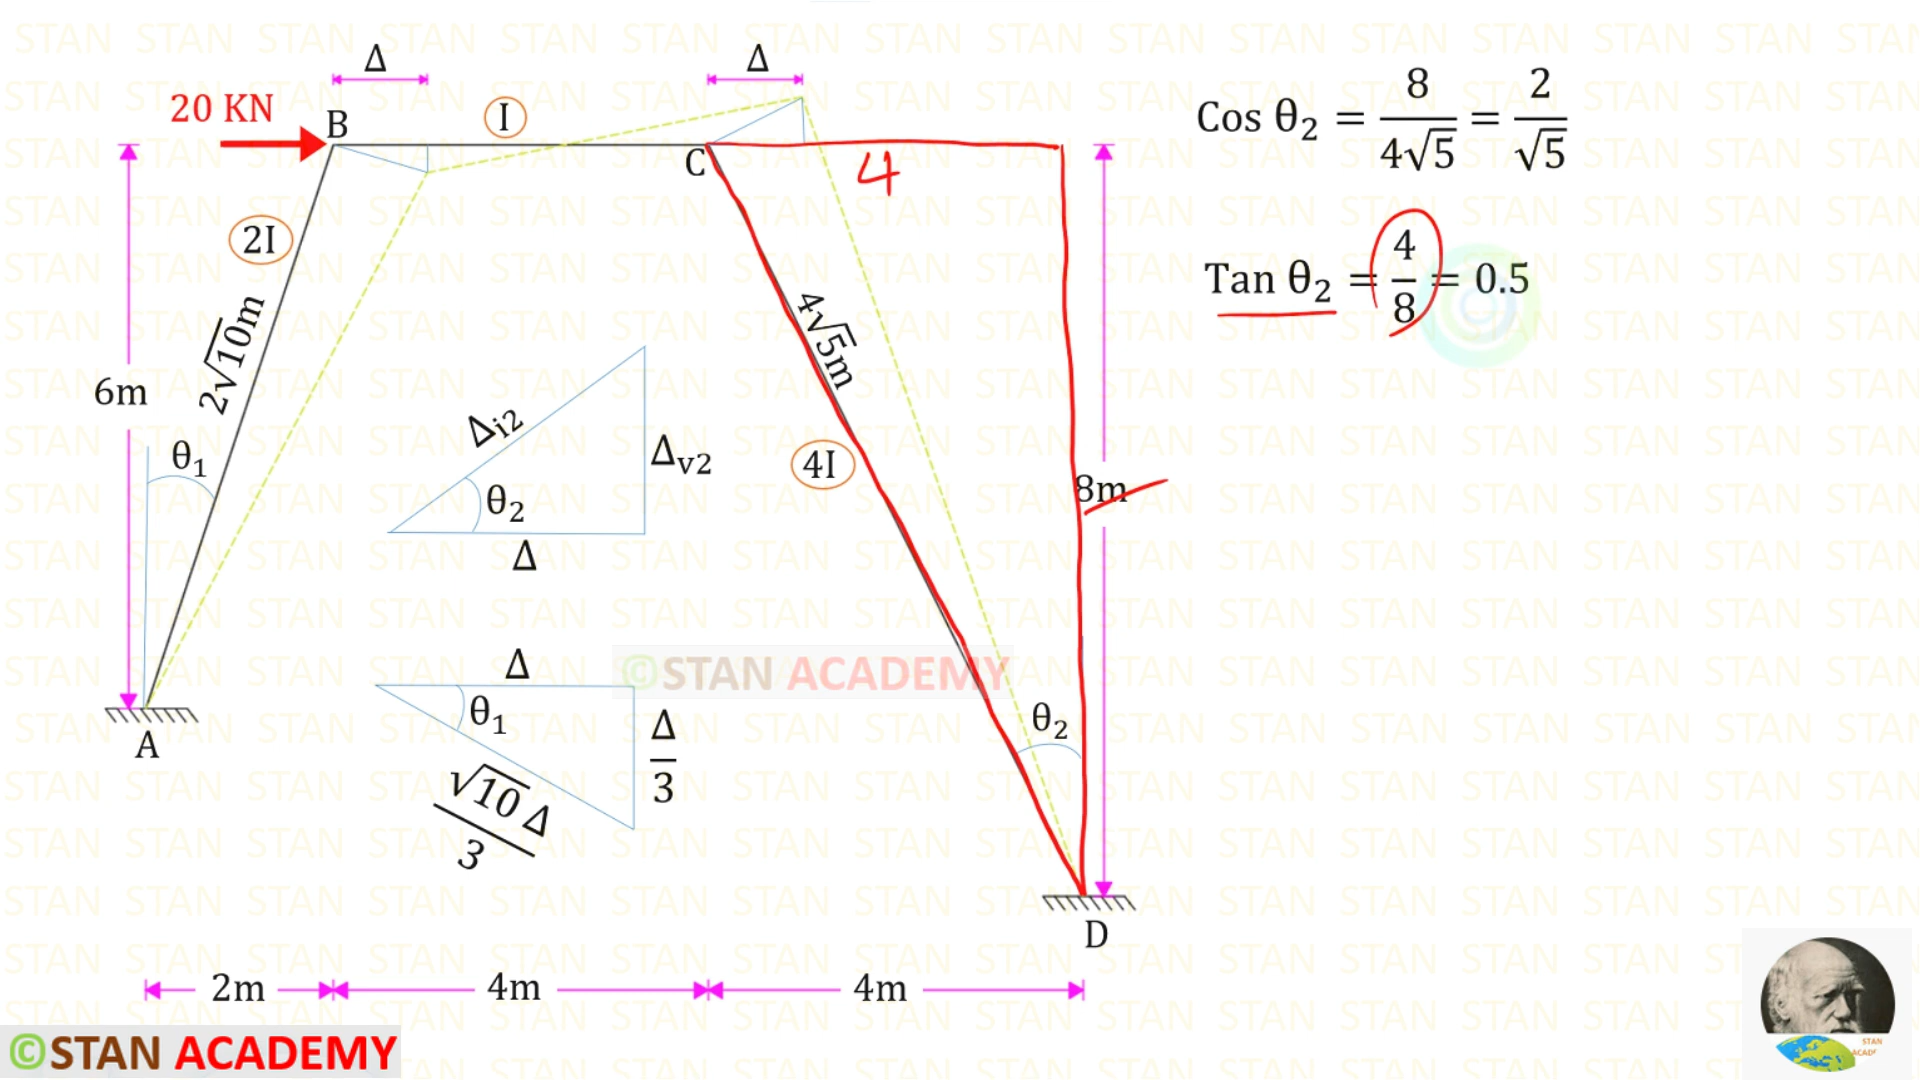 Δ
Δ
20 KN
B
I
C
4
Cos θ₂ = 8/4√5 = 2/√5
2I
Tan θ₂ = 4/8 = 0.5
2√10m
4√5m
6m
θ₁
Δi2
Δv2
θ₂
4I
8m
Δ
©STAN ACADEMY
Δ
θ₁
Δ/3
√10 Δ/3
θ₂
A
D
2m
4m
4m
©STAN ACADEMY
STAN